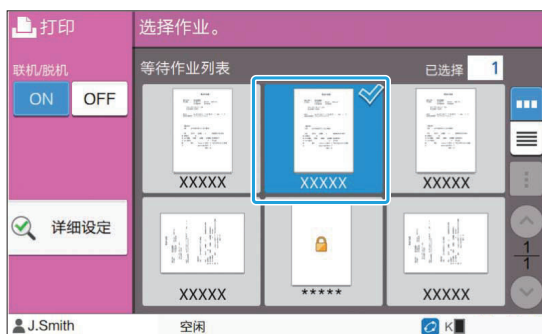 打印
选择作业。
联机/脱机
ON OFF
等待作业列表
已选择 1
XXXXX XXXXX XXXXX
详细设定
XXXXX ***** XXXXX
1
1
J.Smith
空闲
K